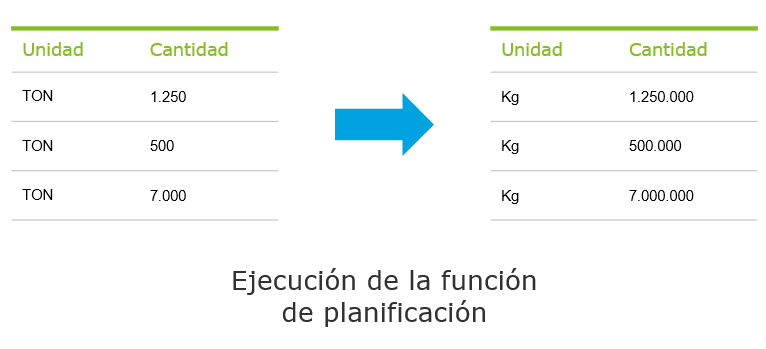 Unidad Cantidad
TON 1.250
TON 500
TON 7.000
Unidad Cantidad
Kg 1.250.000
Kg 500.000
Kg 7.000.000
Ejecución de la función
de planificación